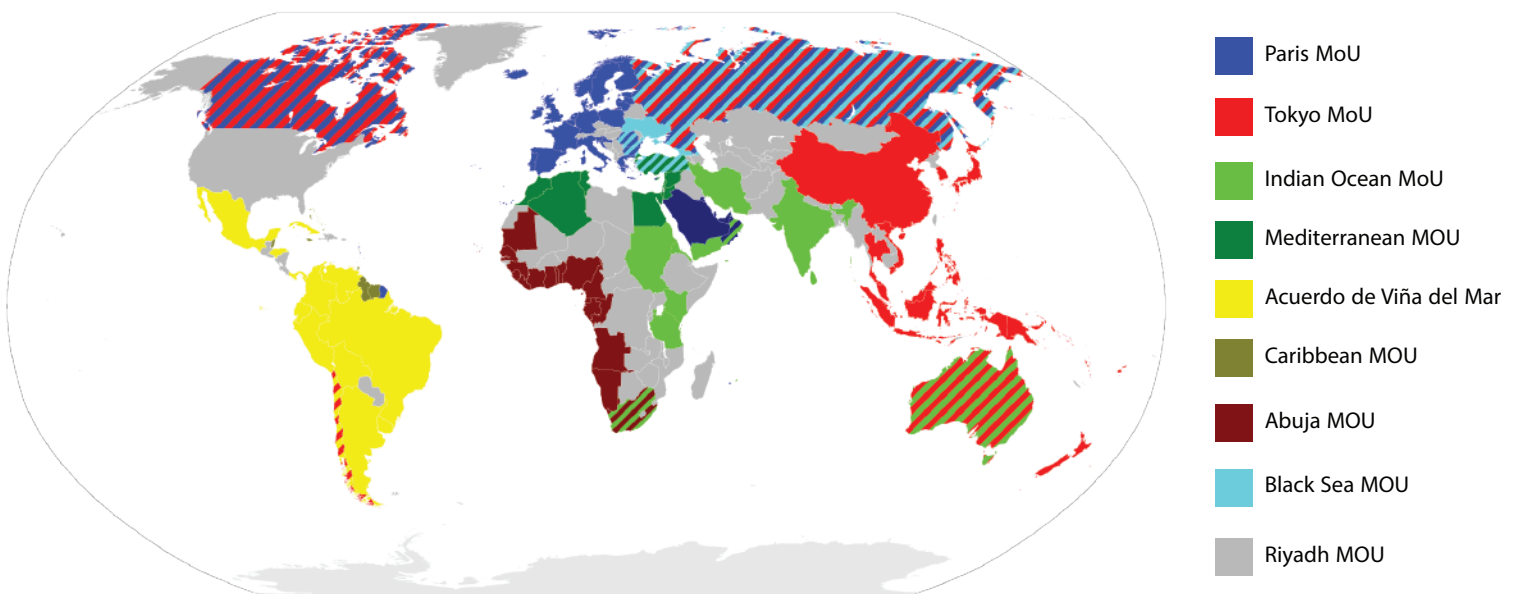 Paris MoU
Tokyo MoU
Indian Ocean MoU
Mediterranean MOU
Acuerdo de Viña del Mar
Caribbean MOU
Abuja MOU
Black Sea MOU
Riyadh MOU